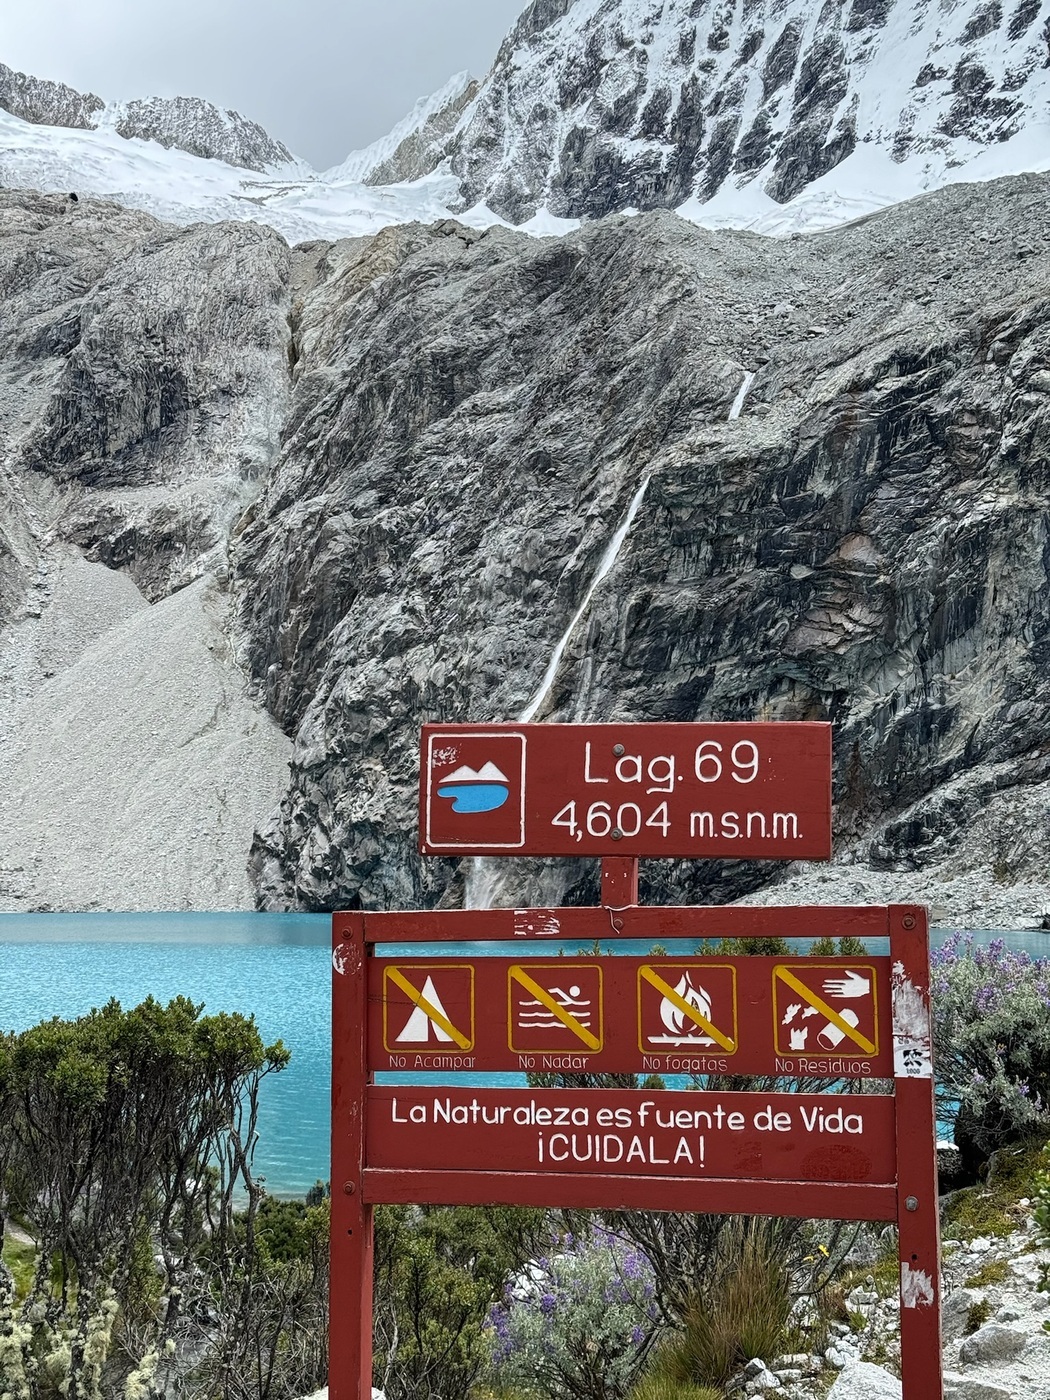 Lag. 69
4,604 m.s.n.m.
No Acampar
No Nadar
No fogatas
No Residuos
La Naturaleza es fuente de Vida
¡CUIDALA!